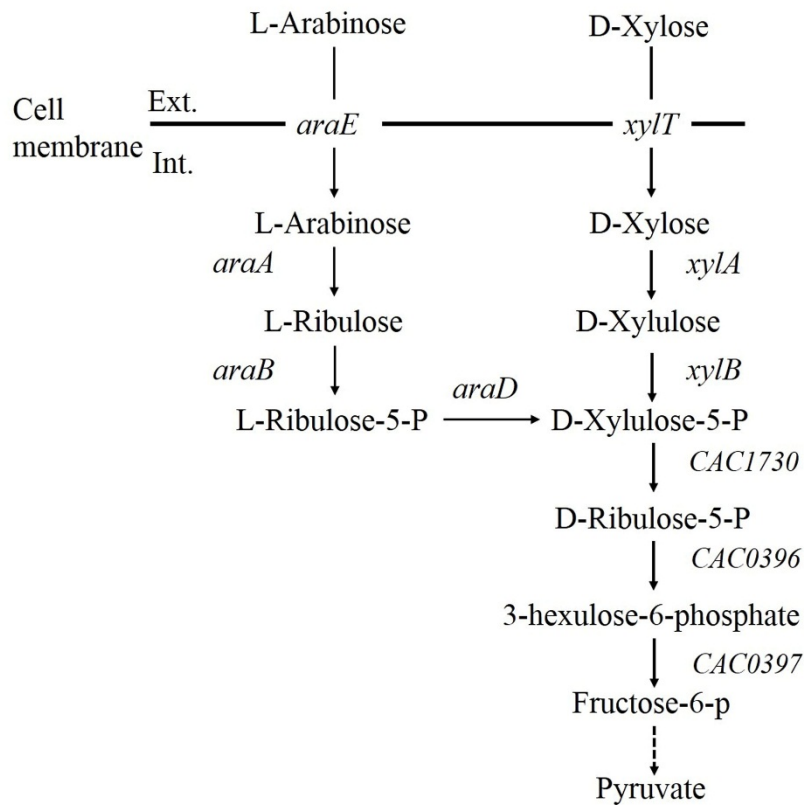 L-Arabinose D-Xylose
Ext.
Cell
membrane
araE xylT
Int.
L-Arabinose D-Xylose
araA xylA
L-Ribulose D-Xylulose
araB xylB
araD
L-Ribulose-5-P D-Xylulose-5-P
CAC1730
D-Ribulose-5-P
CAC0396
3-hexulose-6-phosphate
CAC0397
Fructose-6-p
Pyruvate